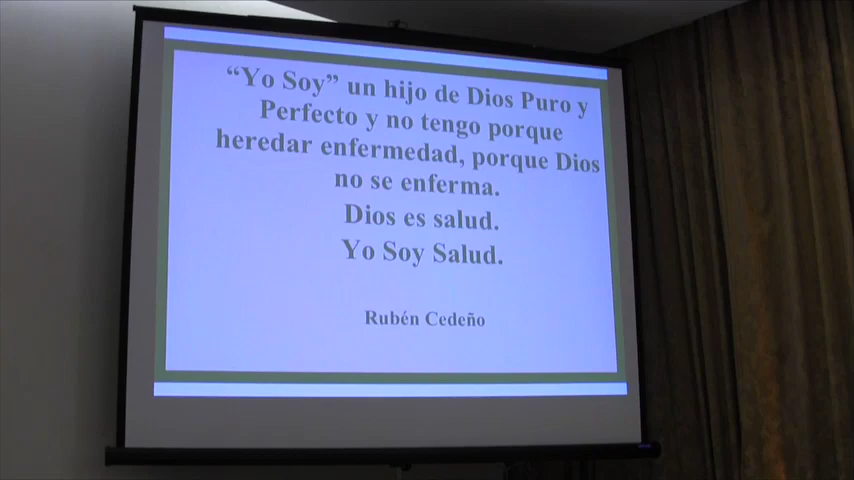 “Yo Soy” un hijo de Dios Puro y
Perfecto y no tengo porque
heredar enfermedad, porque Dios
no se enferma.
Dios es salud.
Yo Soy Salud.
Rubén Cedeño